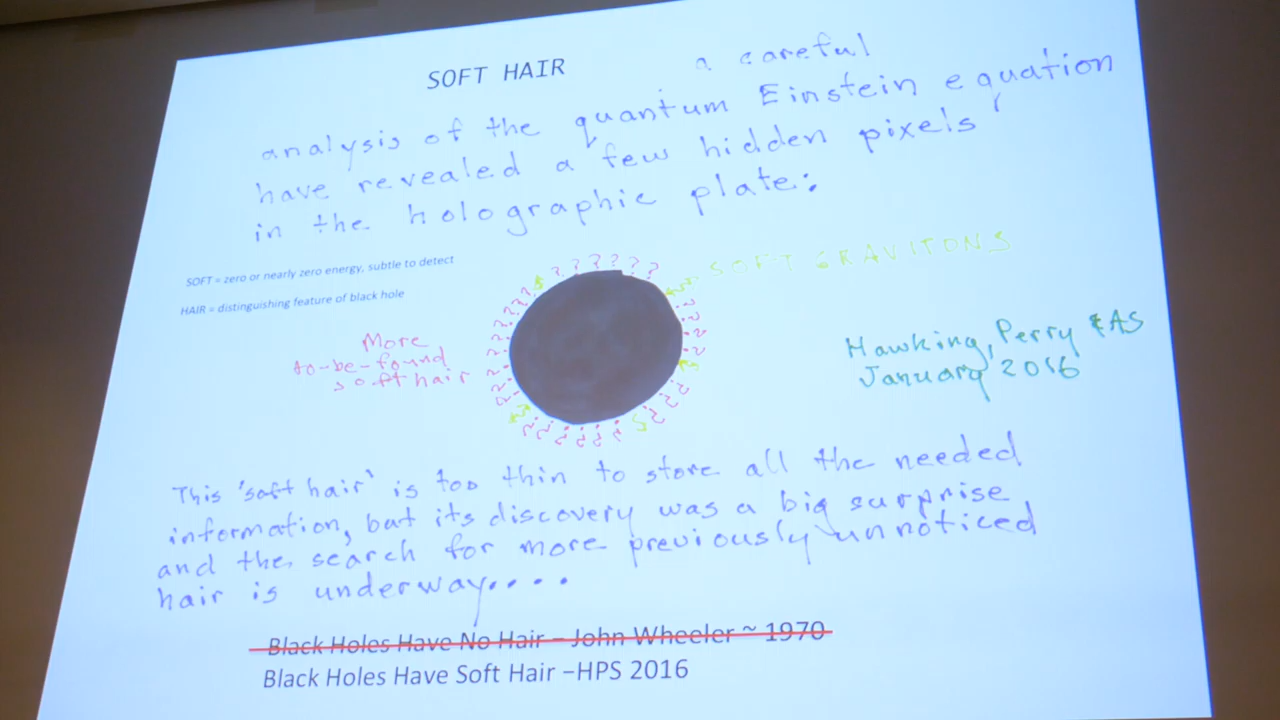 SOFT HAIR
a careful
analysis of the quantum Einstein equation
have revealed a few hidden pixels
in the holographic plate:
SOFT = zero or nearly zero energy, subtle to detect
HAIR = distinguishing feature of black hole
? ? ? ? ? ?
SOFT GRAVITONS
More
to-be-found
soft hair
Hawking, Perry & AS
January 2016
This 'soft hair' is too thin to store all the needed
information, but its discovery was a big surprise,
and the search for more previously unnoticed
hair is underway....
Black Holes Have No Hair – John Wheeler ~ 1970
Black Holes Have Soft Hair –HPS 2016